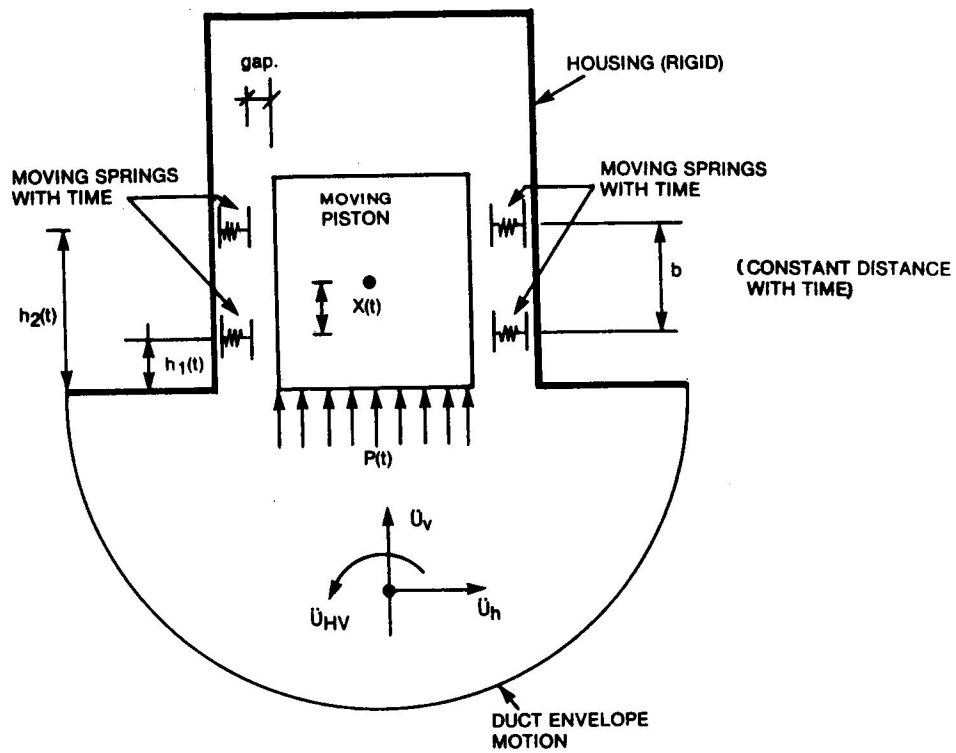 gap.
HOUSING (RIGID)
MOVING SPRINGS
WITH TIME
MOVING SPRINGS
WITH TIME
MOVING
PISTON
b
(CONSTANT DISTANCE
WITH TIME)
X(t)
h2(t)
h1(t)
P(t)
Üv
ÜHV
Üh
DUCT ENVELOPE
MOTION